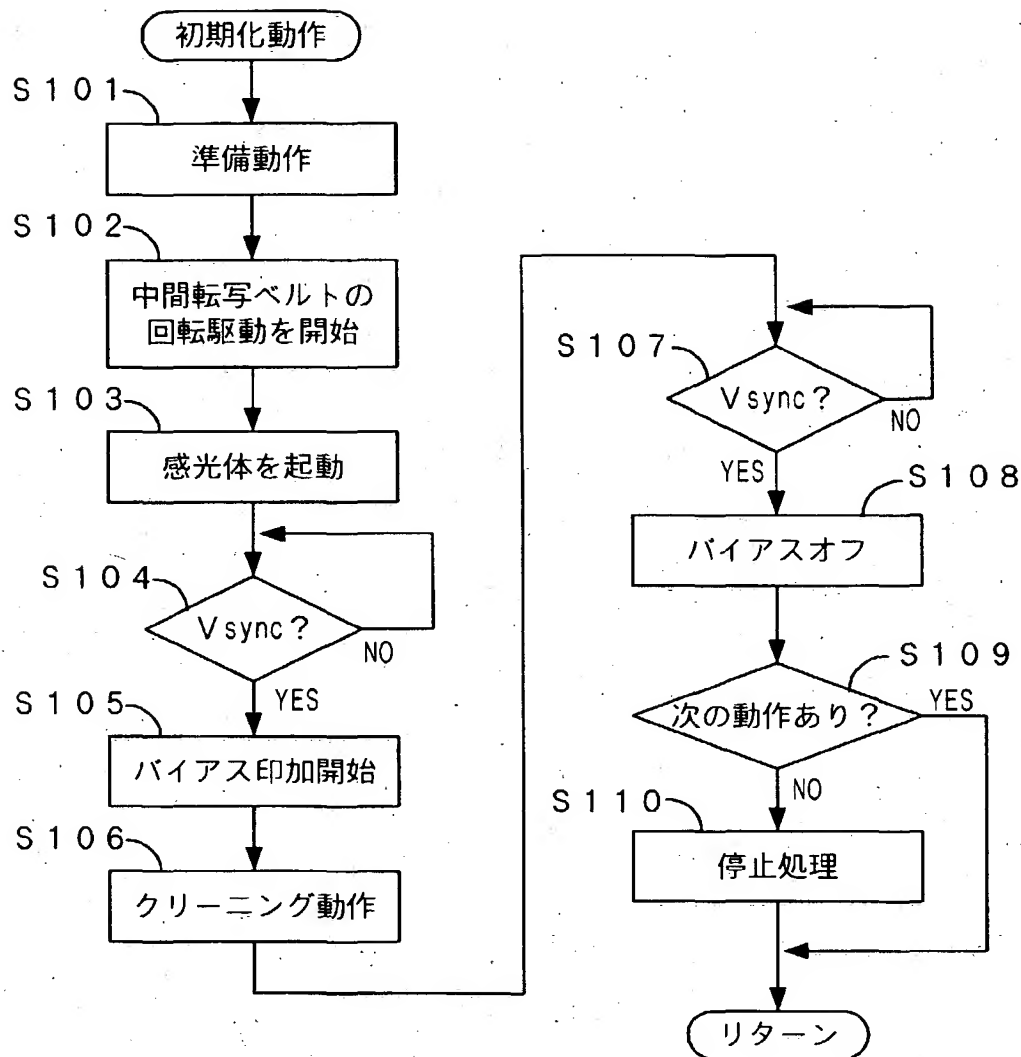 初期化動作
S101
準備動作
S102
中間転写ベルトの
回転駆動を開始
S103
感光体を起動
S104
Vsync?
NO
YES
S105
バイアス印加開始
S106
クリーニング動作
S107
Vsync?
NO
YES
S108
バイアスオフ
S109
次の動作あり?
YES
NO
S110
停止処理
リターン